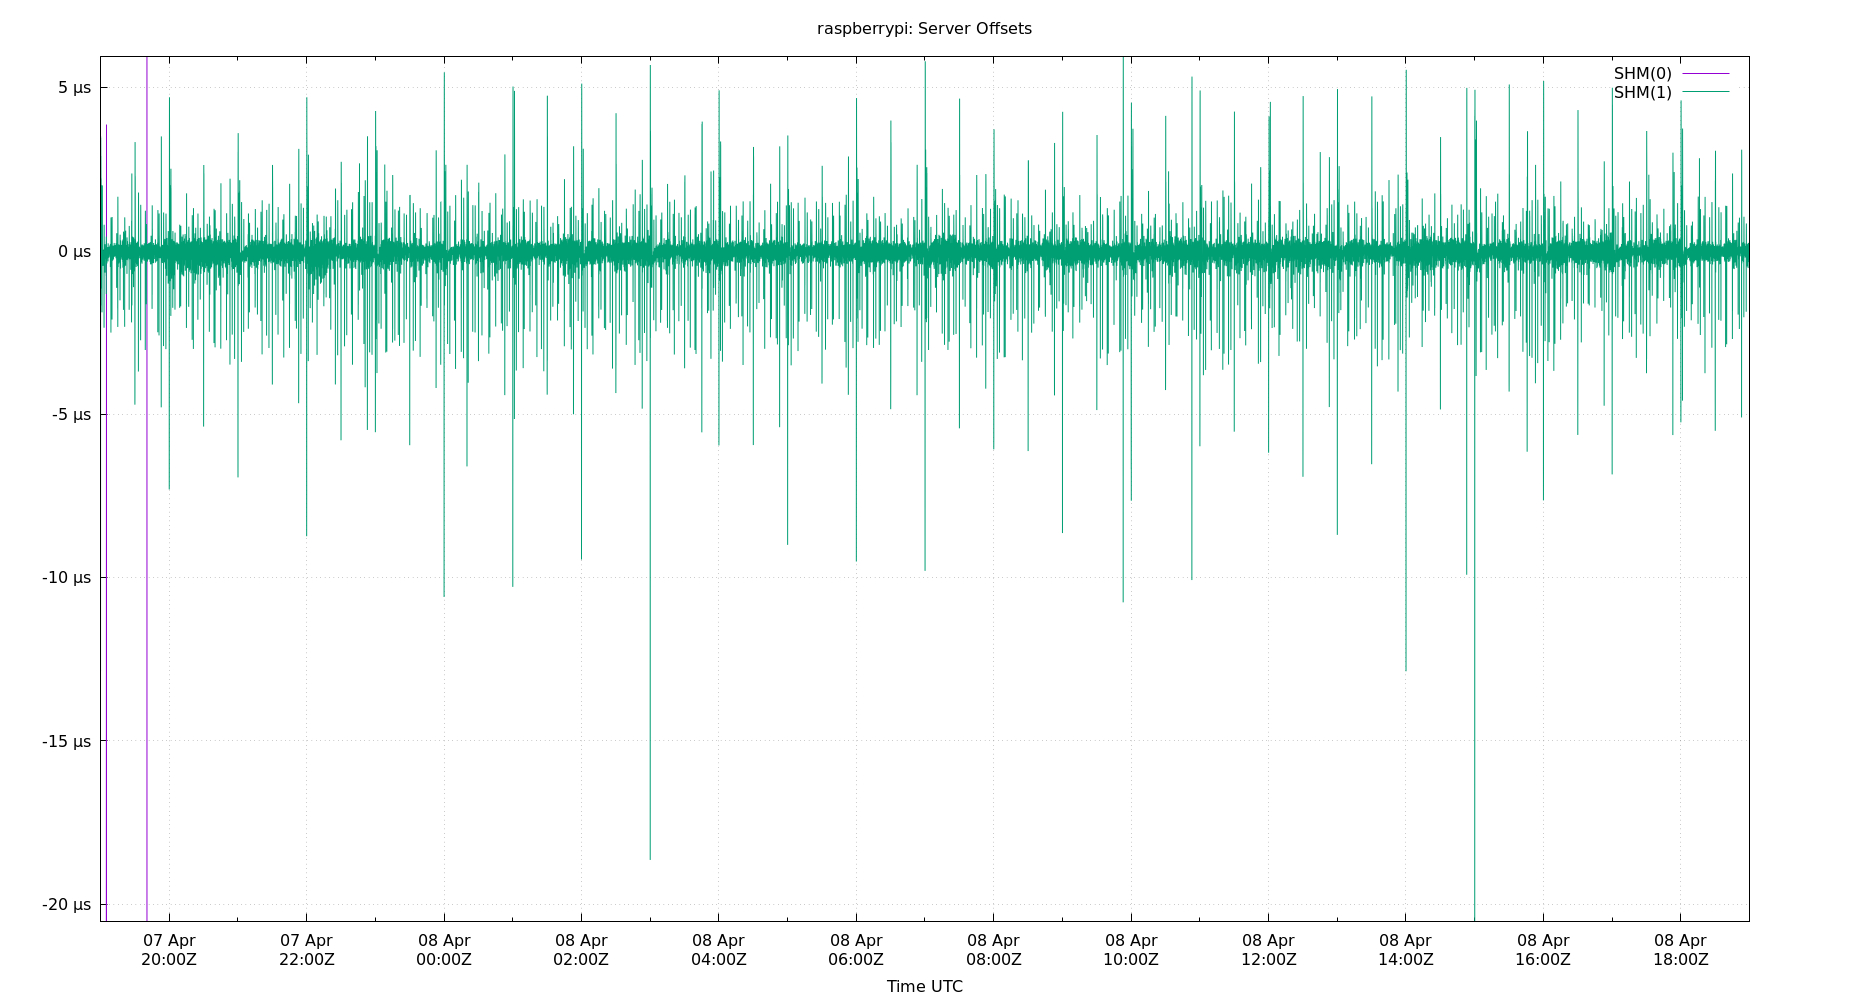 raspberrypi: Server Offsets
SHM(0)
SHM(1)
5 µs
0 µs
-5 µs
-10 µs
-15 µs
-20 µs
07 Apr 07 Apr 08 Apr 08 Apr 08 Apr 08 Apr 08 Apr 08 Apr 08 Apr 08 Apr 08 Apr 08 Apr
20:00Z 22:00Z 00:00Z 02:00Z 04:00Z 06:00Z 08:00Z 10:00Z 12:00Z 14:00Z 16:00Z 18:00Z
Time UTC